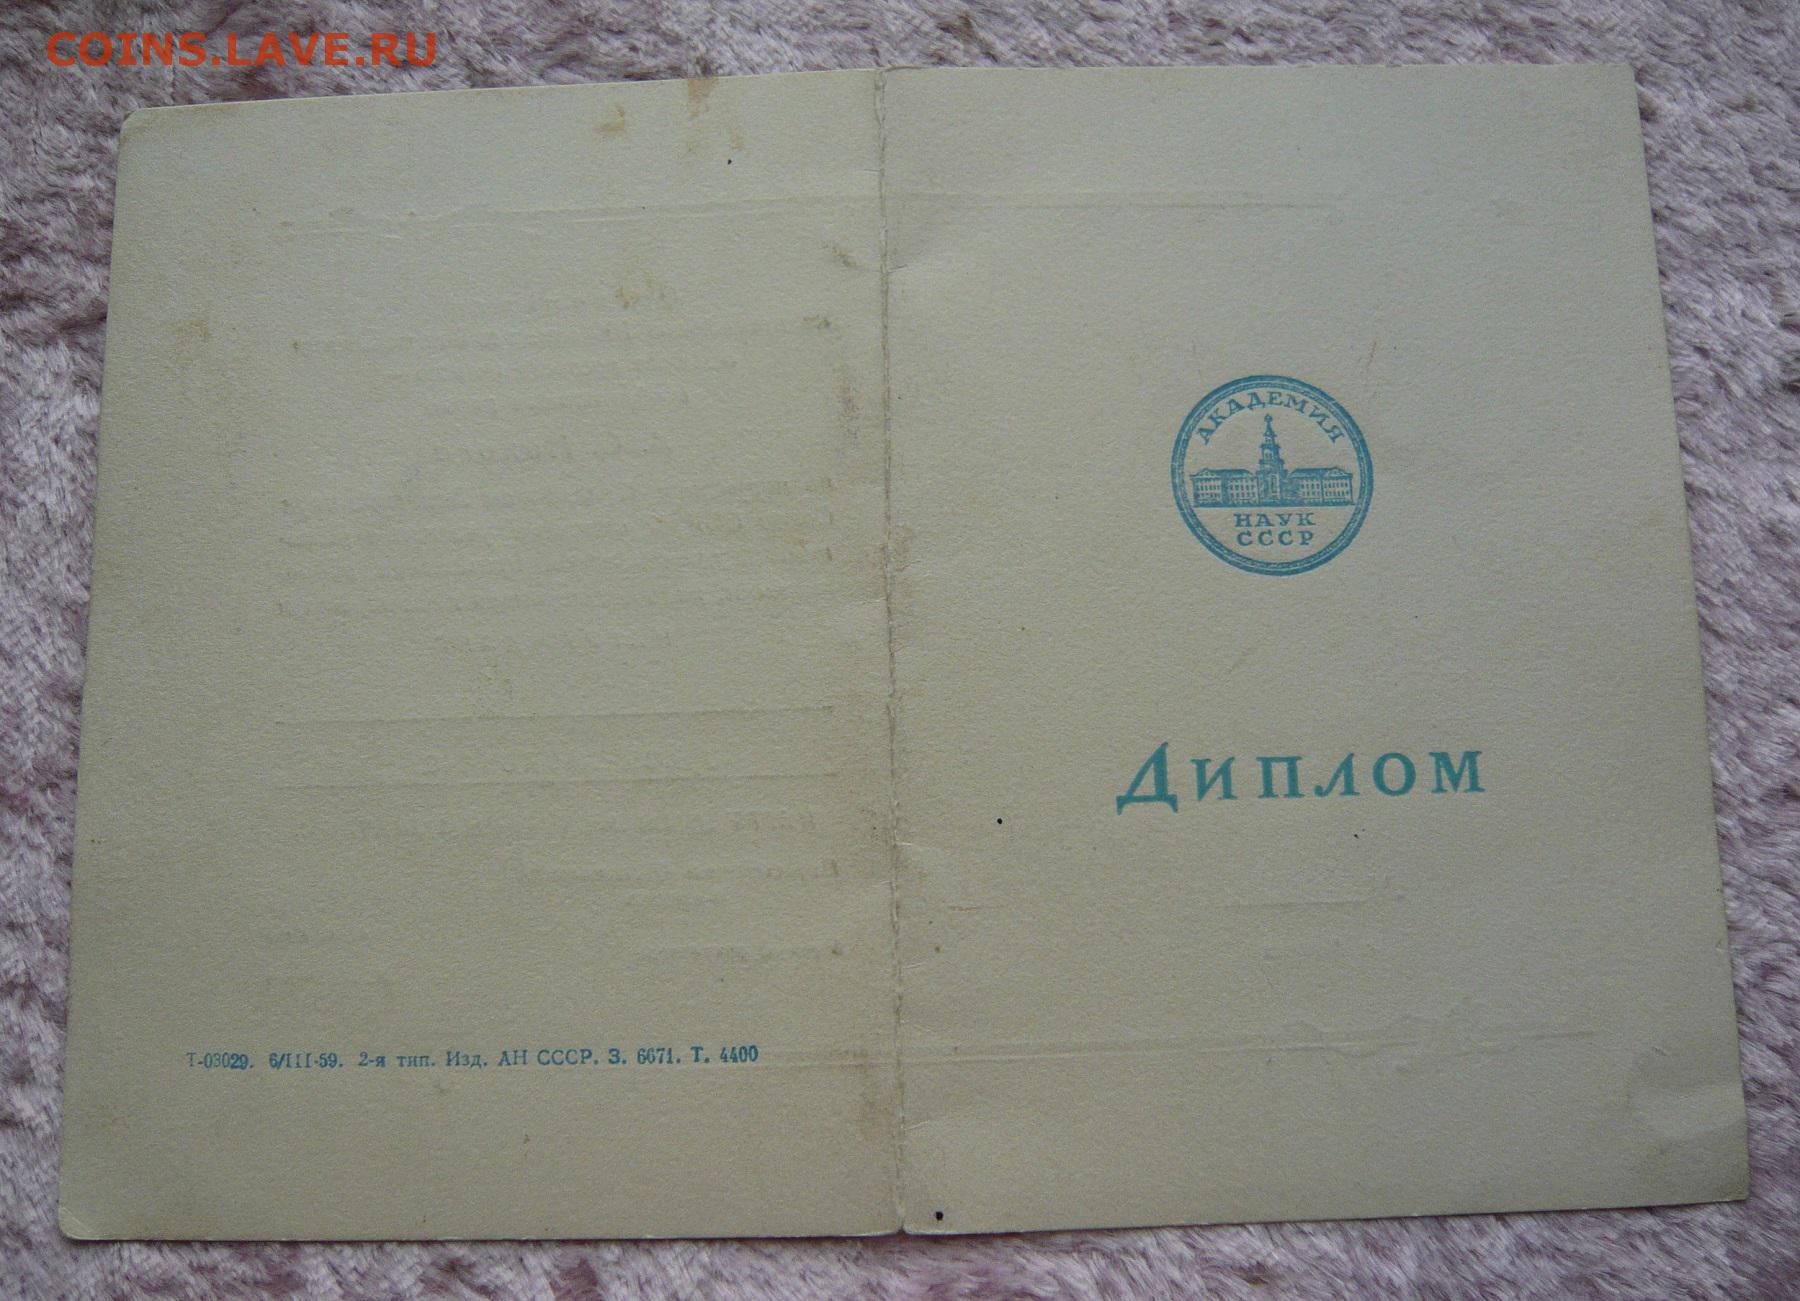 COINS.LAVE.RU
АКАДЕМИЯ
НАУК
СССР
ДИПЛОМ
Т-03029. 6/III-59. 2-я тип. Изд. АН СССР. З. 6671. Т. 4400